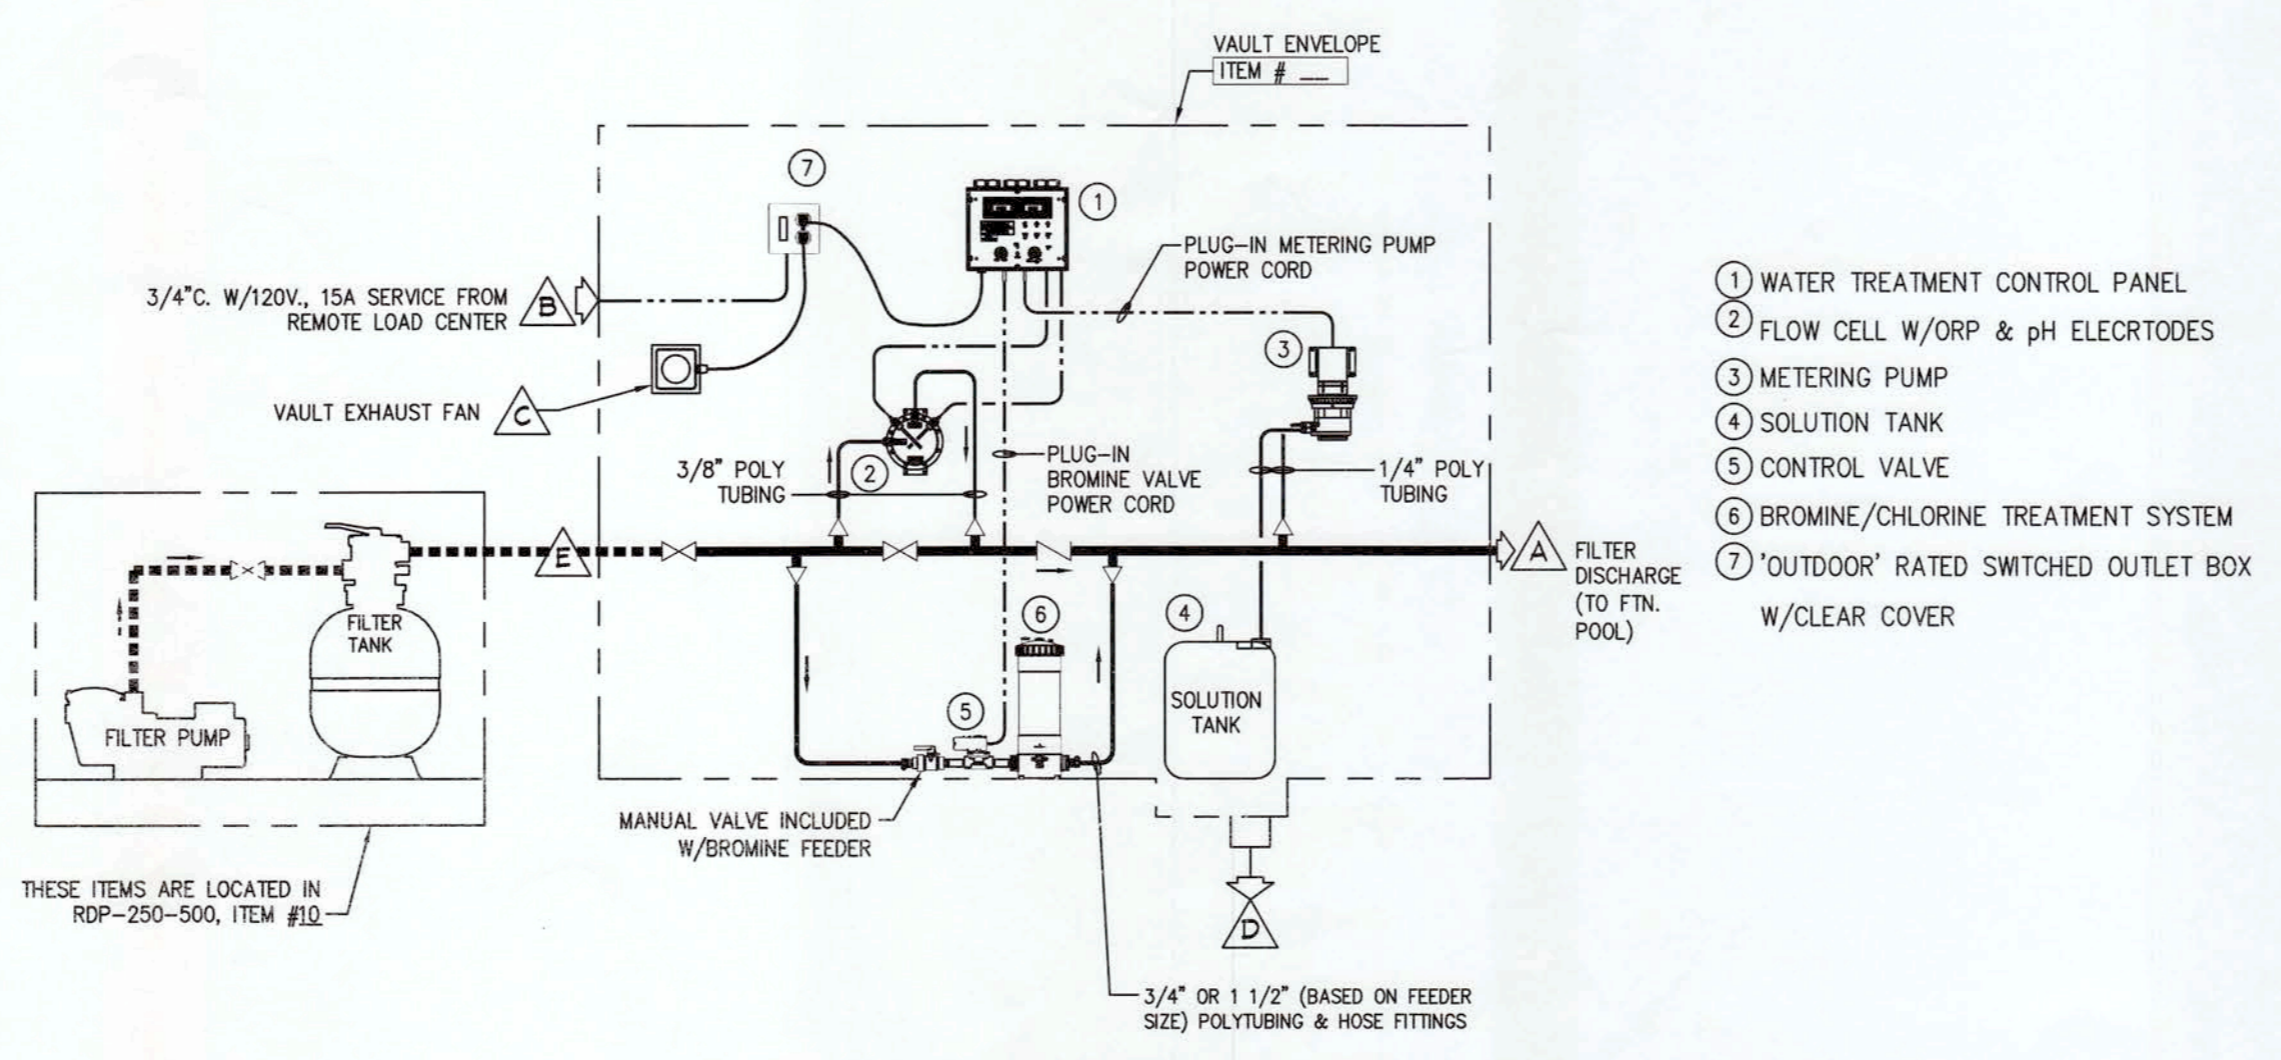 VAULT ENVELOPE
ITEM # __
7
1
PLUG-IN METERING PUMP
POWER CORD
3/4"C. W/120V., 15A SERVICE FROM
REMOTE LOAD CENTER
B
3
VAULT EXHAUST FAN
C
3/8" POLY
TUBING
2
PLUG-IN
BROMINE VALVE
POWER CORD
1/4" POLY
TUBING
E
A
FILTER
DISCHARGE
(TO FTN.
POOL)
FILTER
TANK
FILTER PUMP
6
4
5
SOLUTION
TANK
MANUAL VALVE INCLUDED
W/BROMINE FEEDER
THESE ITEMS ARE LOCATED IN
RDP-250-500, ITEM #10
D
3/4" OR 1 1/2" (BASED ON FEEDER
SIZE) POLYTUBING & HOSE FITTINGS
1 WATER TREATMENT CONTROL PANEL
2 FLOW CELL W/ORP & pH ELECRTODES
3 METERING PUMP
4 SOLUTION TANK
5 CONTROL VALVE
6 BROMINE/CHLORINE TREATMENT SYSTEM
7 'OUTDOOR' RATED SWITCHED OUTLET BOX
W/CLEAR COVER